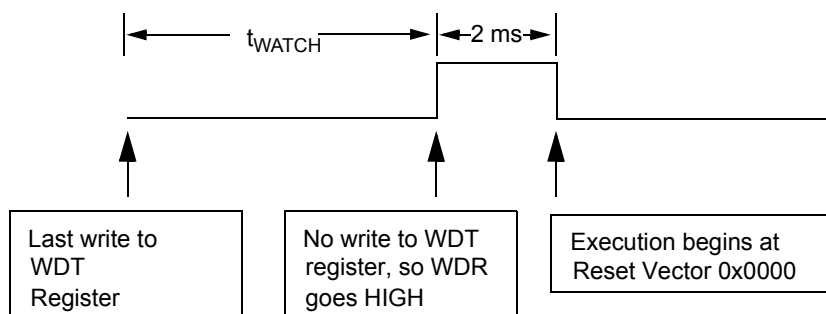 tWATCH
2 ms
Last write to
WDT
Register
No write to WDT
register, so WDR
goes HIGH
Execution begins at
Reset Vector 0x0000